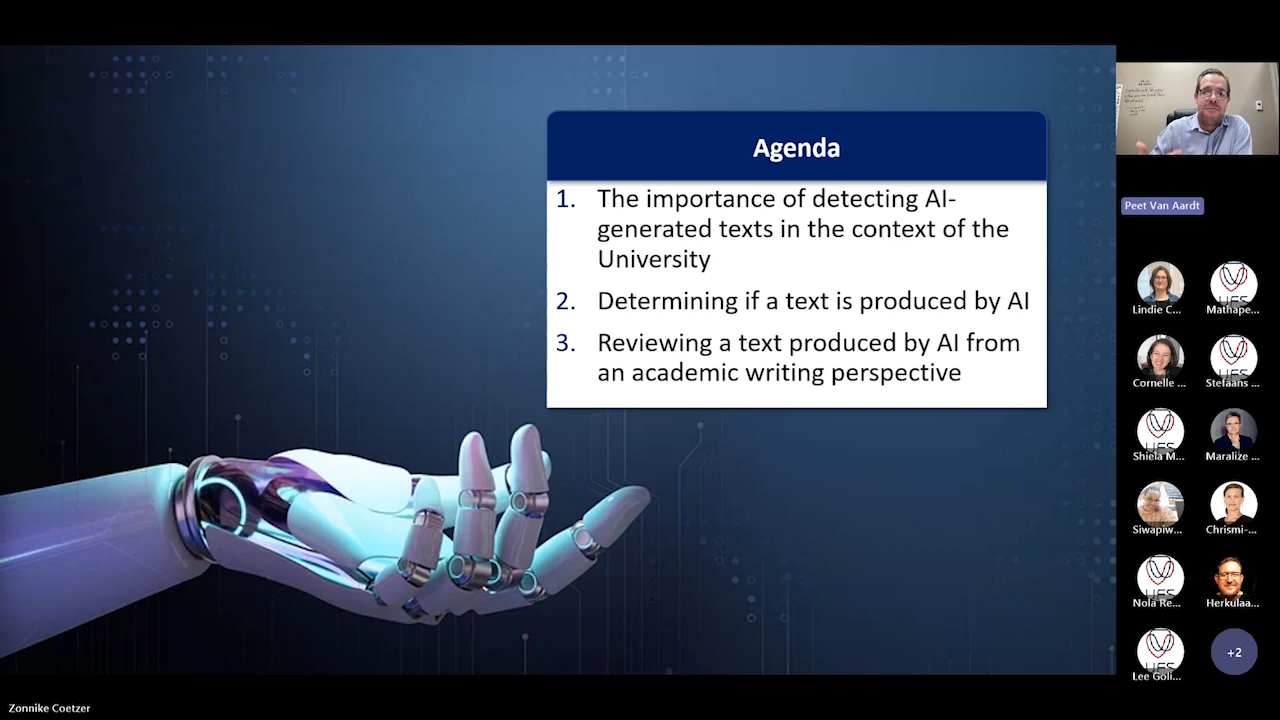 Agenda
1. The importance of detecting AI-
generated texts in the context of the
University
2. Determining if a text is produced by AI
3. Reviewing a text produced by AI from
an academic writing perspective
Peet Van Aardt
Lindie C...
Mathape...
Cornelle ...
Stefaans ...
Shiela M...
Maralize ...
Siwapiw...
Chrismi-...
Nola Re...
Herkulaa...
Lee Goli...
+2
Zonnike Coetzer